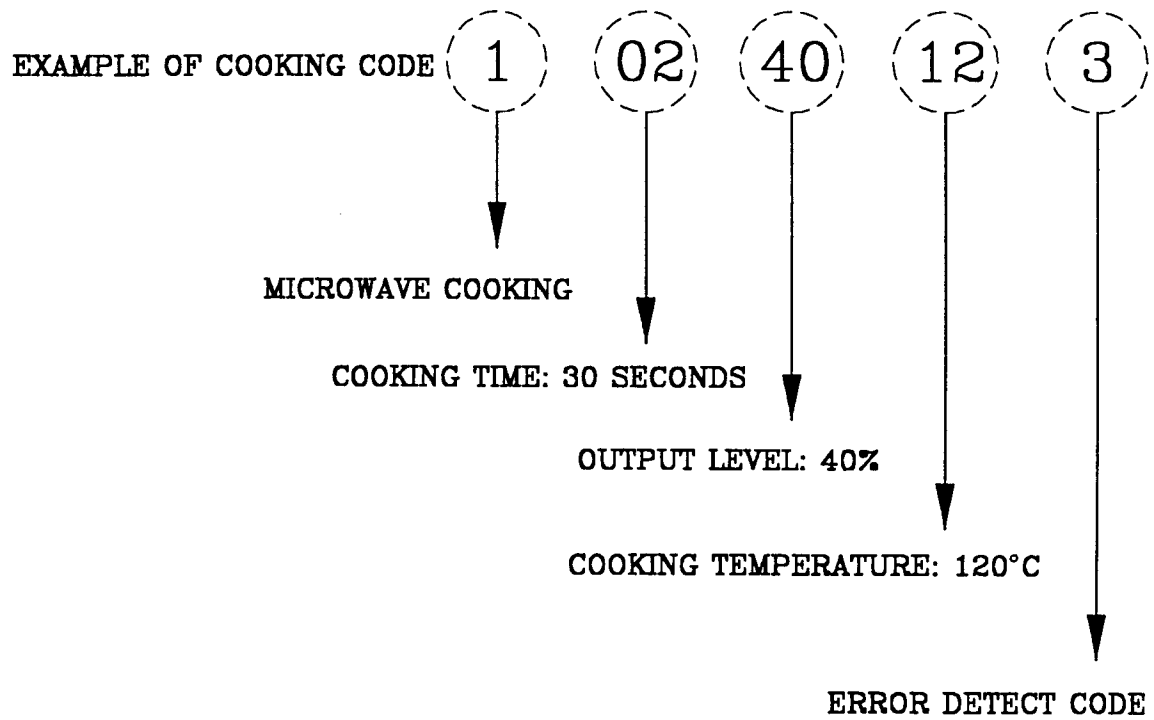 EXAMPLE OF COOKING CODE 1 02 40 12 3
MICROWAVE COOKING
COOKING TIME: 30 SECONDS
OUTPUT LEVEL: 40%
COOKING TEMPERATURE: 120°C
ERROR DETECT CODE